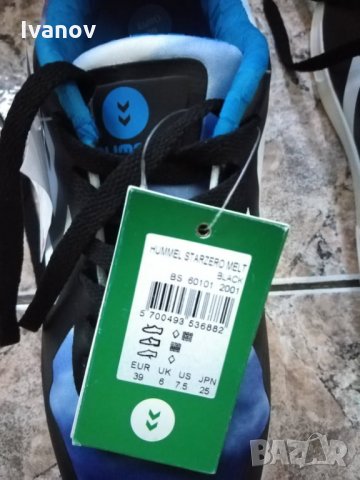 Ivanov
HUMMEL STARZERO MELT
BLACK
BS 60101 2001
5 700493 536882
EUR UK US JPN
39 6 7.5 25
BAZAR